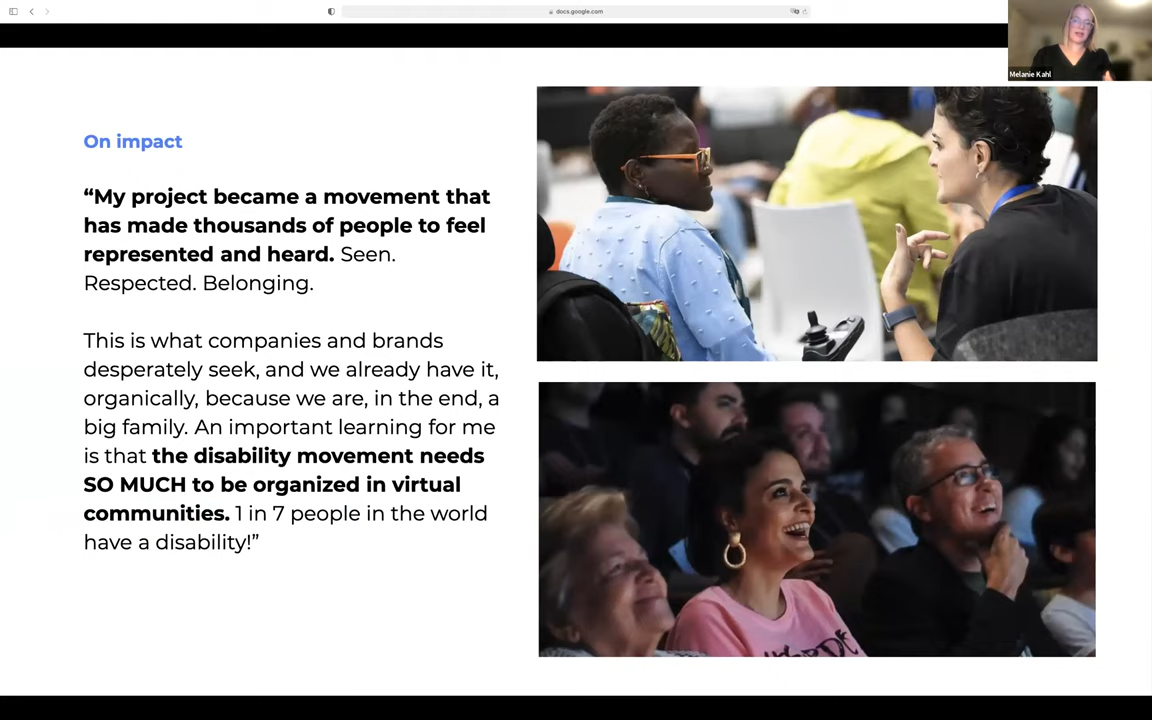 docs.google.com
Melanie Kahl
On impact
“My project became a movement that
has made thousands of people to feel
represented and heard. Seen.
Respected. Belonging.
This is what companies and brands
desperately seek, and we already have it,
organically, because we are, in the end, a
big family. An important learning for me
is that the disability movement needs
SO MUCH to be organized in virtual
communities. 1 in 7 people in the world
have a disability!”